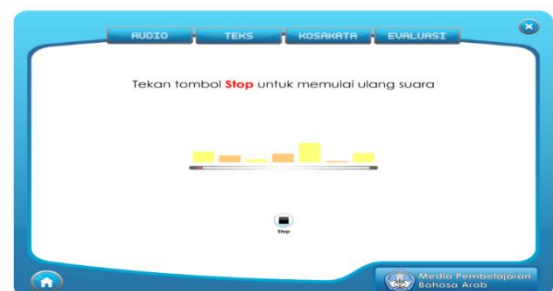 AUDIO TEKS KOSAKATA EVALUASI
Tekan tombol Stop untuk memulai ulang suara
Stop
Media Pembelajaran
Bahasa Arab